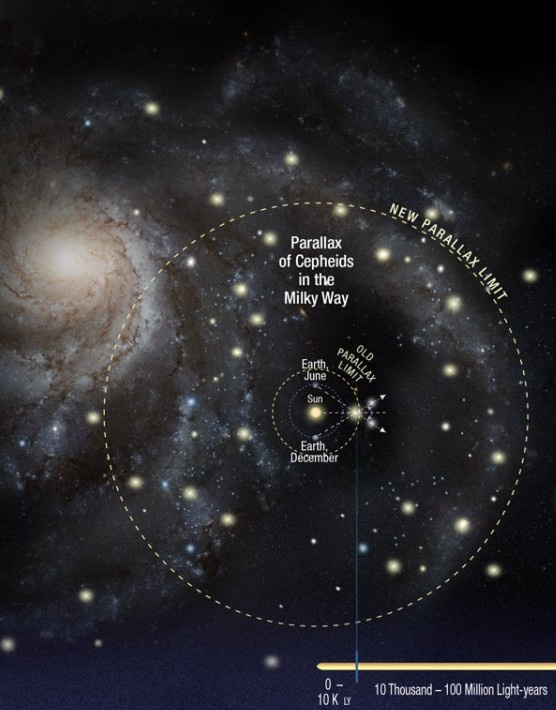 NEW PARALLAX LIMIT
Parallax
of Cepheids
in the
Milky Way
OLD
PARALLAX
LIMIT
Earth,
June
Sun
Earth,
December
0 –
10 K LY
10 Thousand – 100 Million Light-years